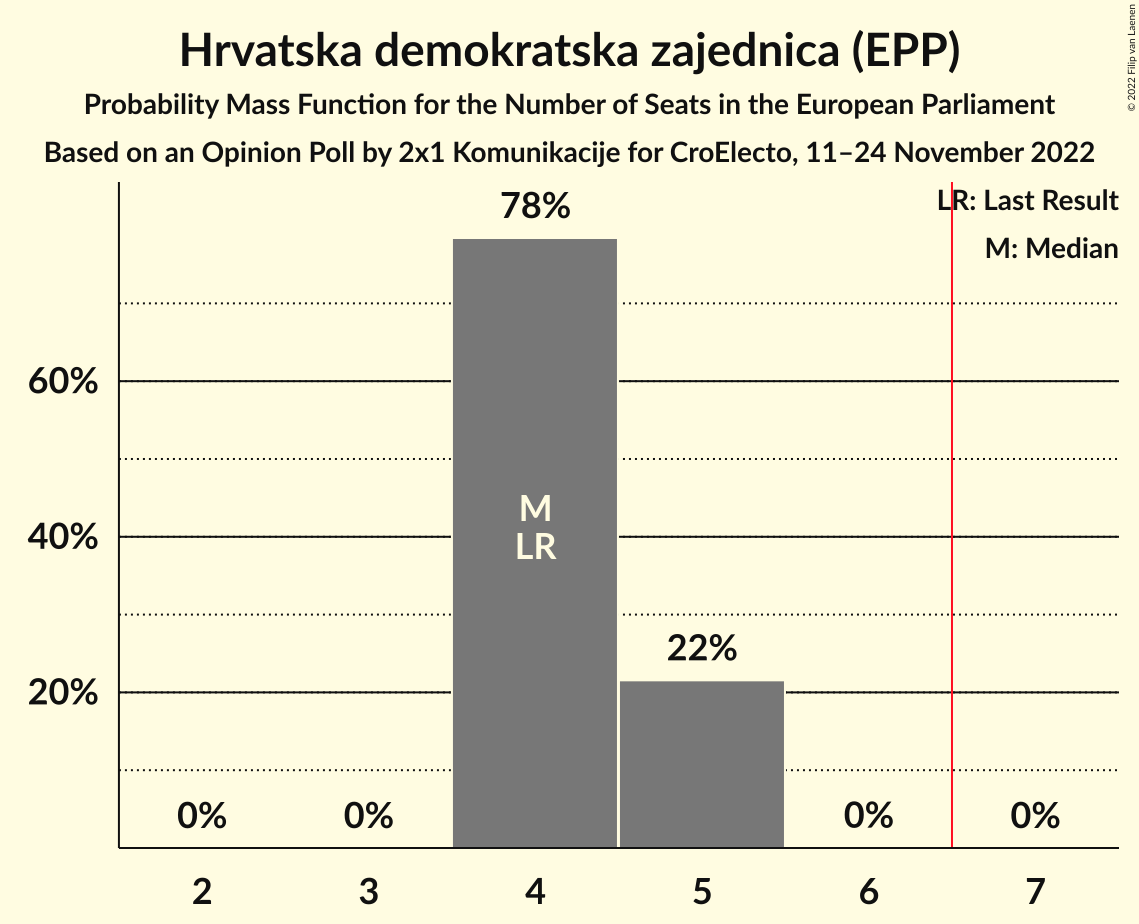 Hrvatska demokratska zajednica (EPP)
Probability Mass Function for the Number of Seats in the European Parliament
Based on an Opinion Poll by 2x1 Komunikacije for CroElecto, 11–24 November 2022
© 2022 Filip van Laenen
LR: Last Result
M: Median
78%
60%
M
40%
LR
22%
20%
0%
0%
0%
0%
2
3
4
5
6
7